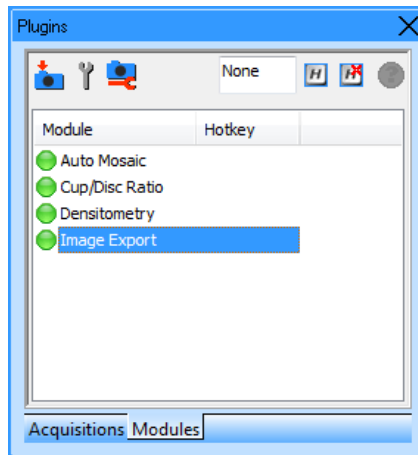 Plugins
None H H
Module Hotkey
Auto Mosaic
Cup/Disc Ratio
Densitometry
Image Export
Acquisitions Modules